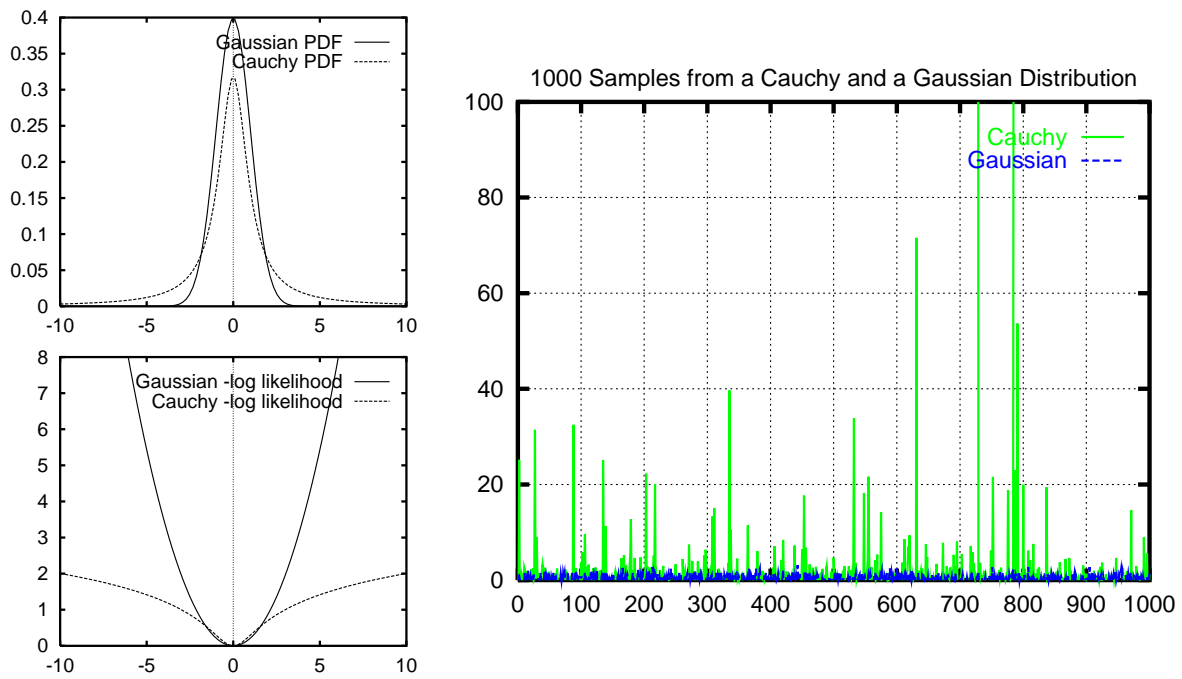 0.4
0.35
0.3
0.25
0.2
0.15
0.1
0.05
0
Gaussian PDF
Cauchy PDF
-10 -5 0 5 10
8
7
6
5
4
3
2
1
0
Gaussian -log likelihood
Cauchy -log likelihood
-10 -5 0 5 10
1000 Samples from a Cauchy and a Gaussian Distribution
100
80
60
40
20
0
Cauchy
Gaussian
0 100 200 300 400 500 600 700 800 900 1000